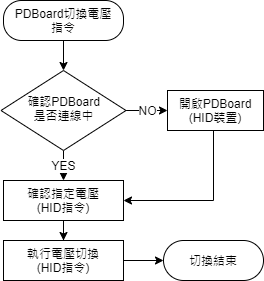 PDBoard切換電壓
指令
確認PDBoard
是否連線中
NO
開啟PDBoard
(HID裝置)
YES
確認指定電壓
(HID指令)
執行電壓切換
(HID指令)
切換結束